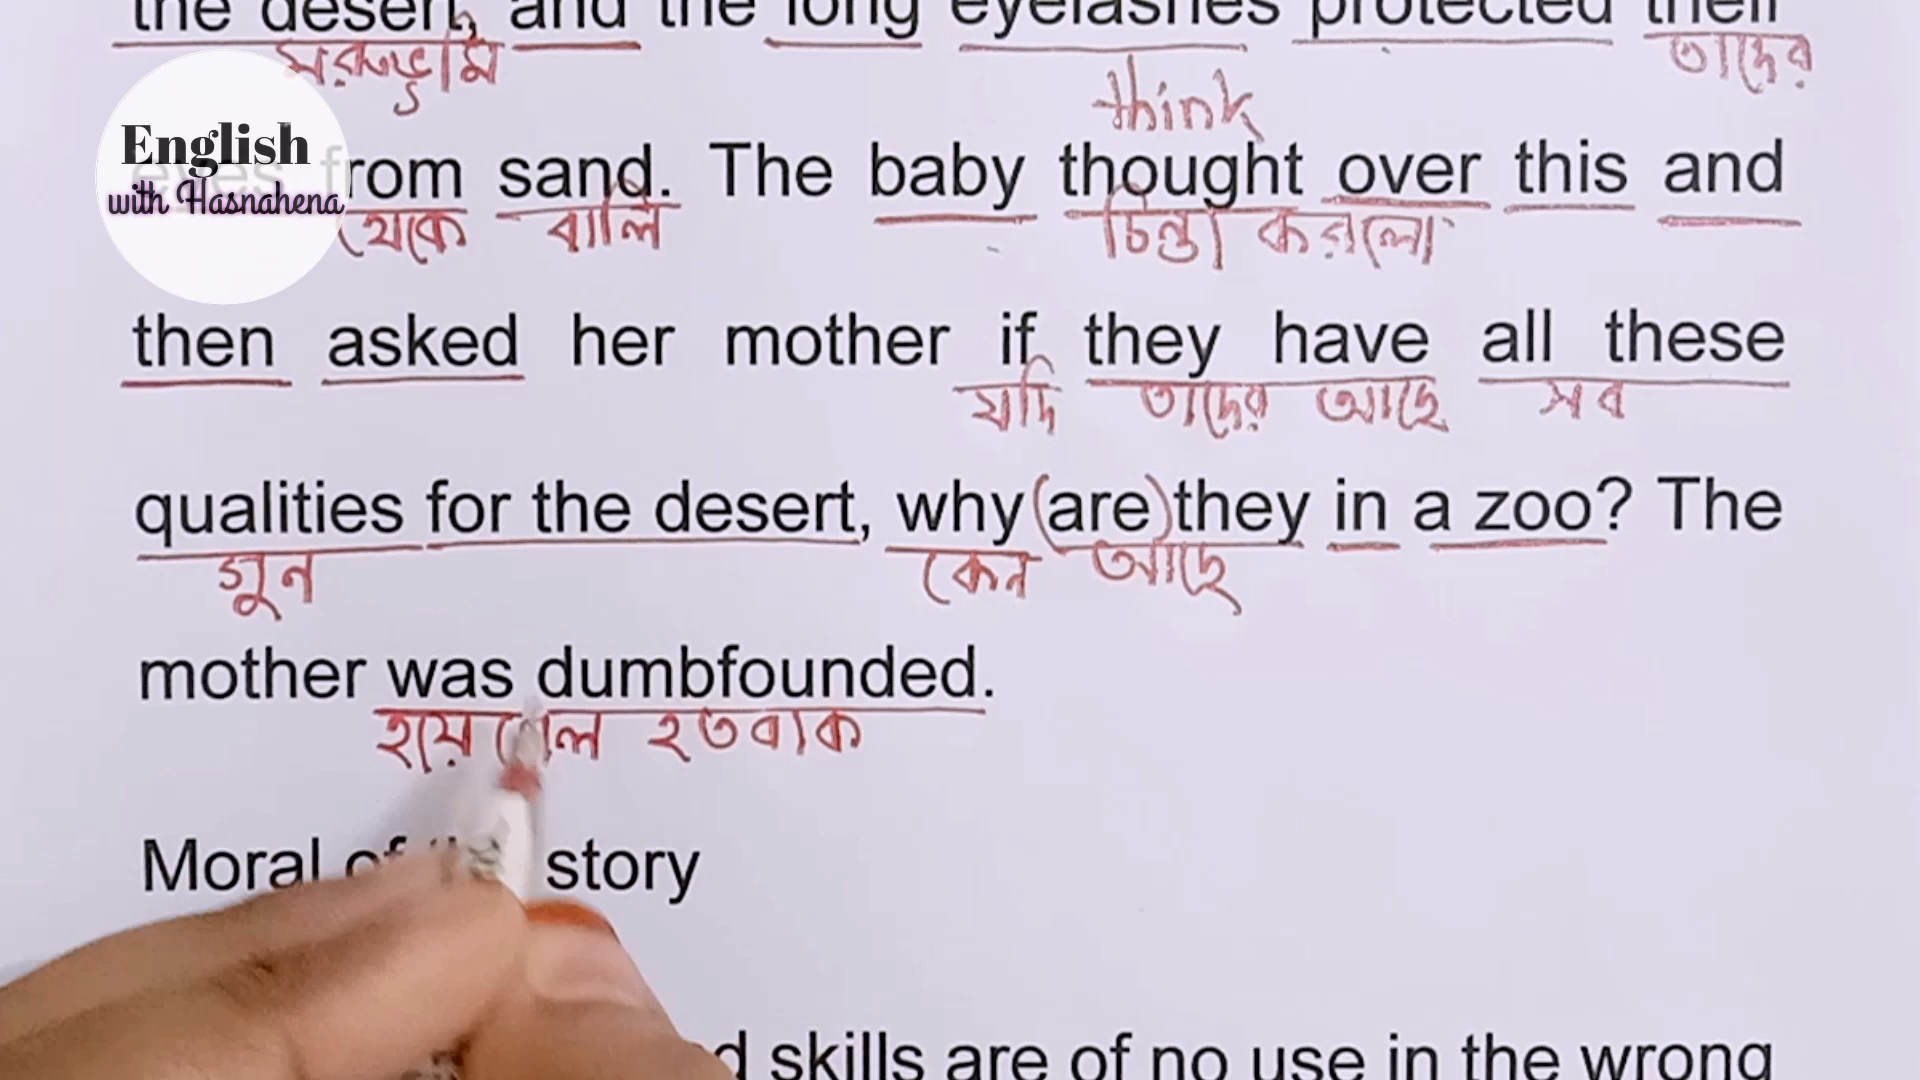 the desert, and the long eyelashes protected their
মরুভূমি তাদের
think
English
with Hasnahena
eyes from sand. The baby thought over this and
থেকে বালি চিন্তা করলো
then asked her mother if they have all these
যদি তাদের আছে সব
qualities for the desert, why (are) they in a zoo? The
গুন কেন আছে
mother was dumbfounded.
হয়ে গেল হতবাক
Moral of the story
skills are of no use in the wrong